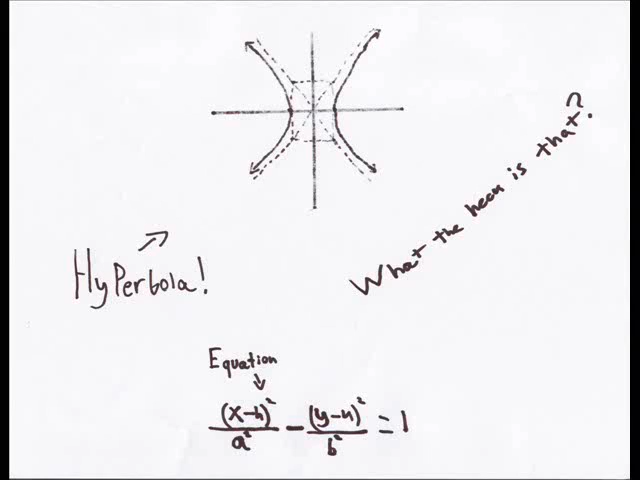 What the heck is that?
HyPerbola!
Equation
(x-h)²/a² - (y-k)²/b² = 1